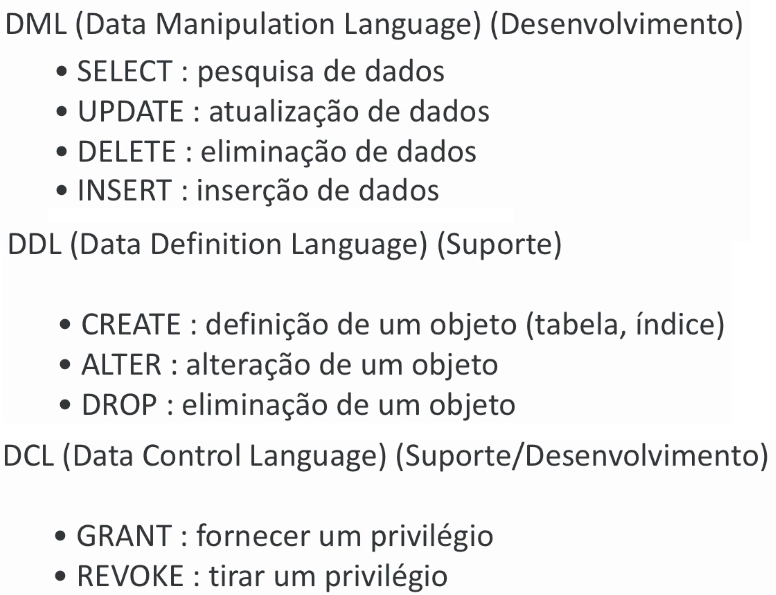 DML (Data Manipulation Language) (Desenvolvimento)
• SELECT : pesquisa de dados
• UPDATE : atualização de dados
• DELETE : eliminação de dados
• INSERT : inserção de dados
DDL (Data Definition Language) (Suporte)
• CREATE : definição de um objeto (tabela, índice)
• ALTER : alteração de um objeto
• DROP : eliminação de um objeto
DCL (Data Control Language) (Suporte/Desenvolvimento)
• GRANT : fornecer um privilégio
• REVOKE : tirar um privilégio